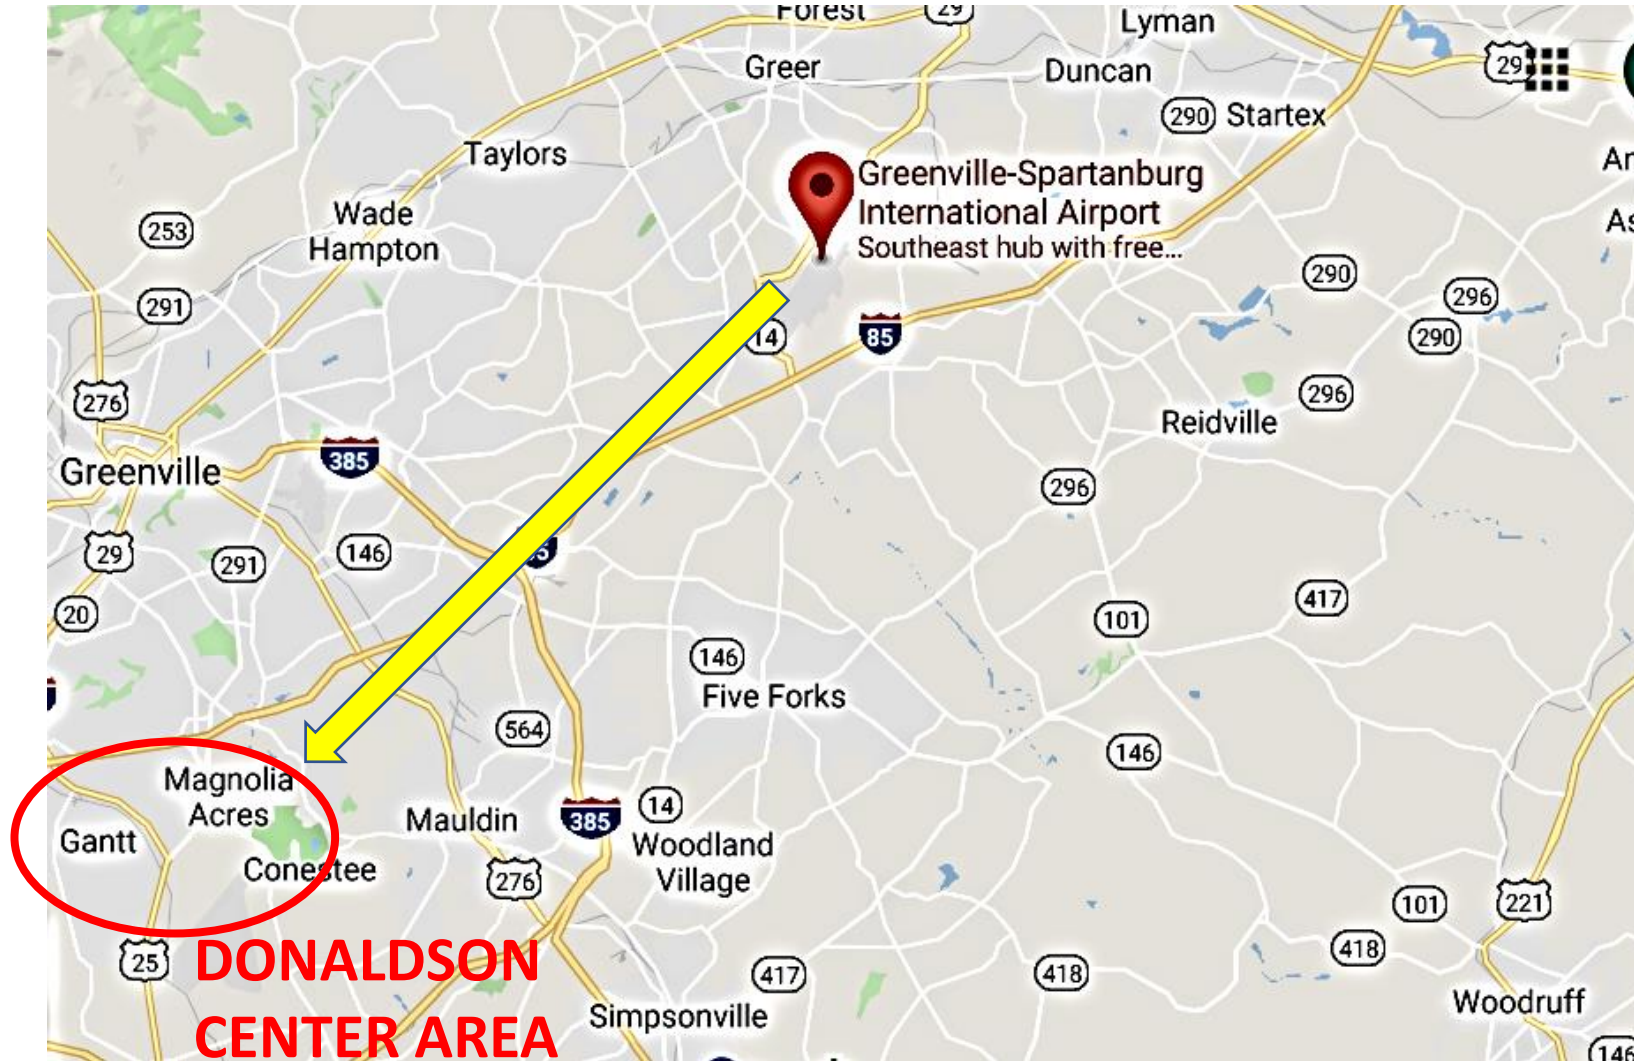 Forest
29
Lyman
Greer
Duncan
29
290 Startex
Taylors
Greenville-Spartanburg
International Airport
Southeast hub with free...
Wade
Hampton
253
290
291
296
14
85
290
276
296
Reidville
Greenville
385
296
29
291
146
20
101
417
146
Five Forks
564
146
Magnolia
Acres
14
Gantt
Mauldin
385
Woodland
Village
Conestee
276
101
221
25
DONALDSON
CENTER AREA
417
418
418
Simpsonville
Woodruff
146